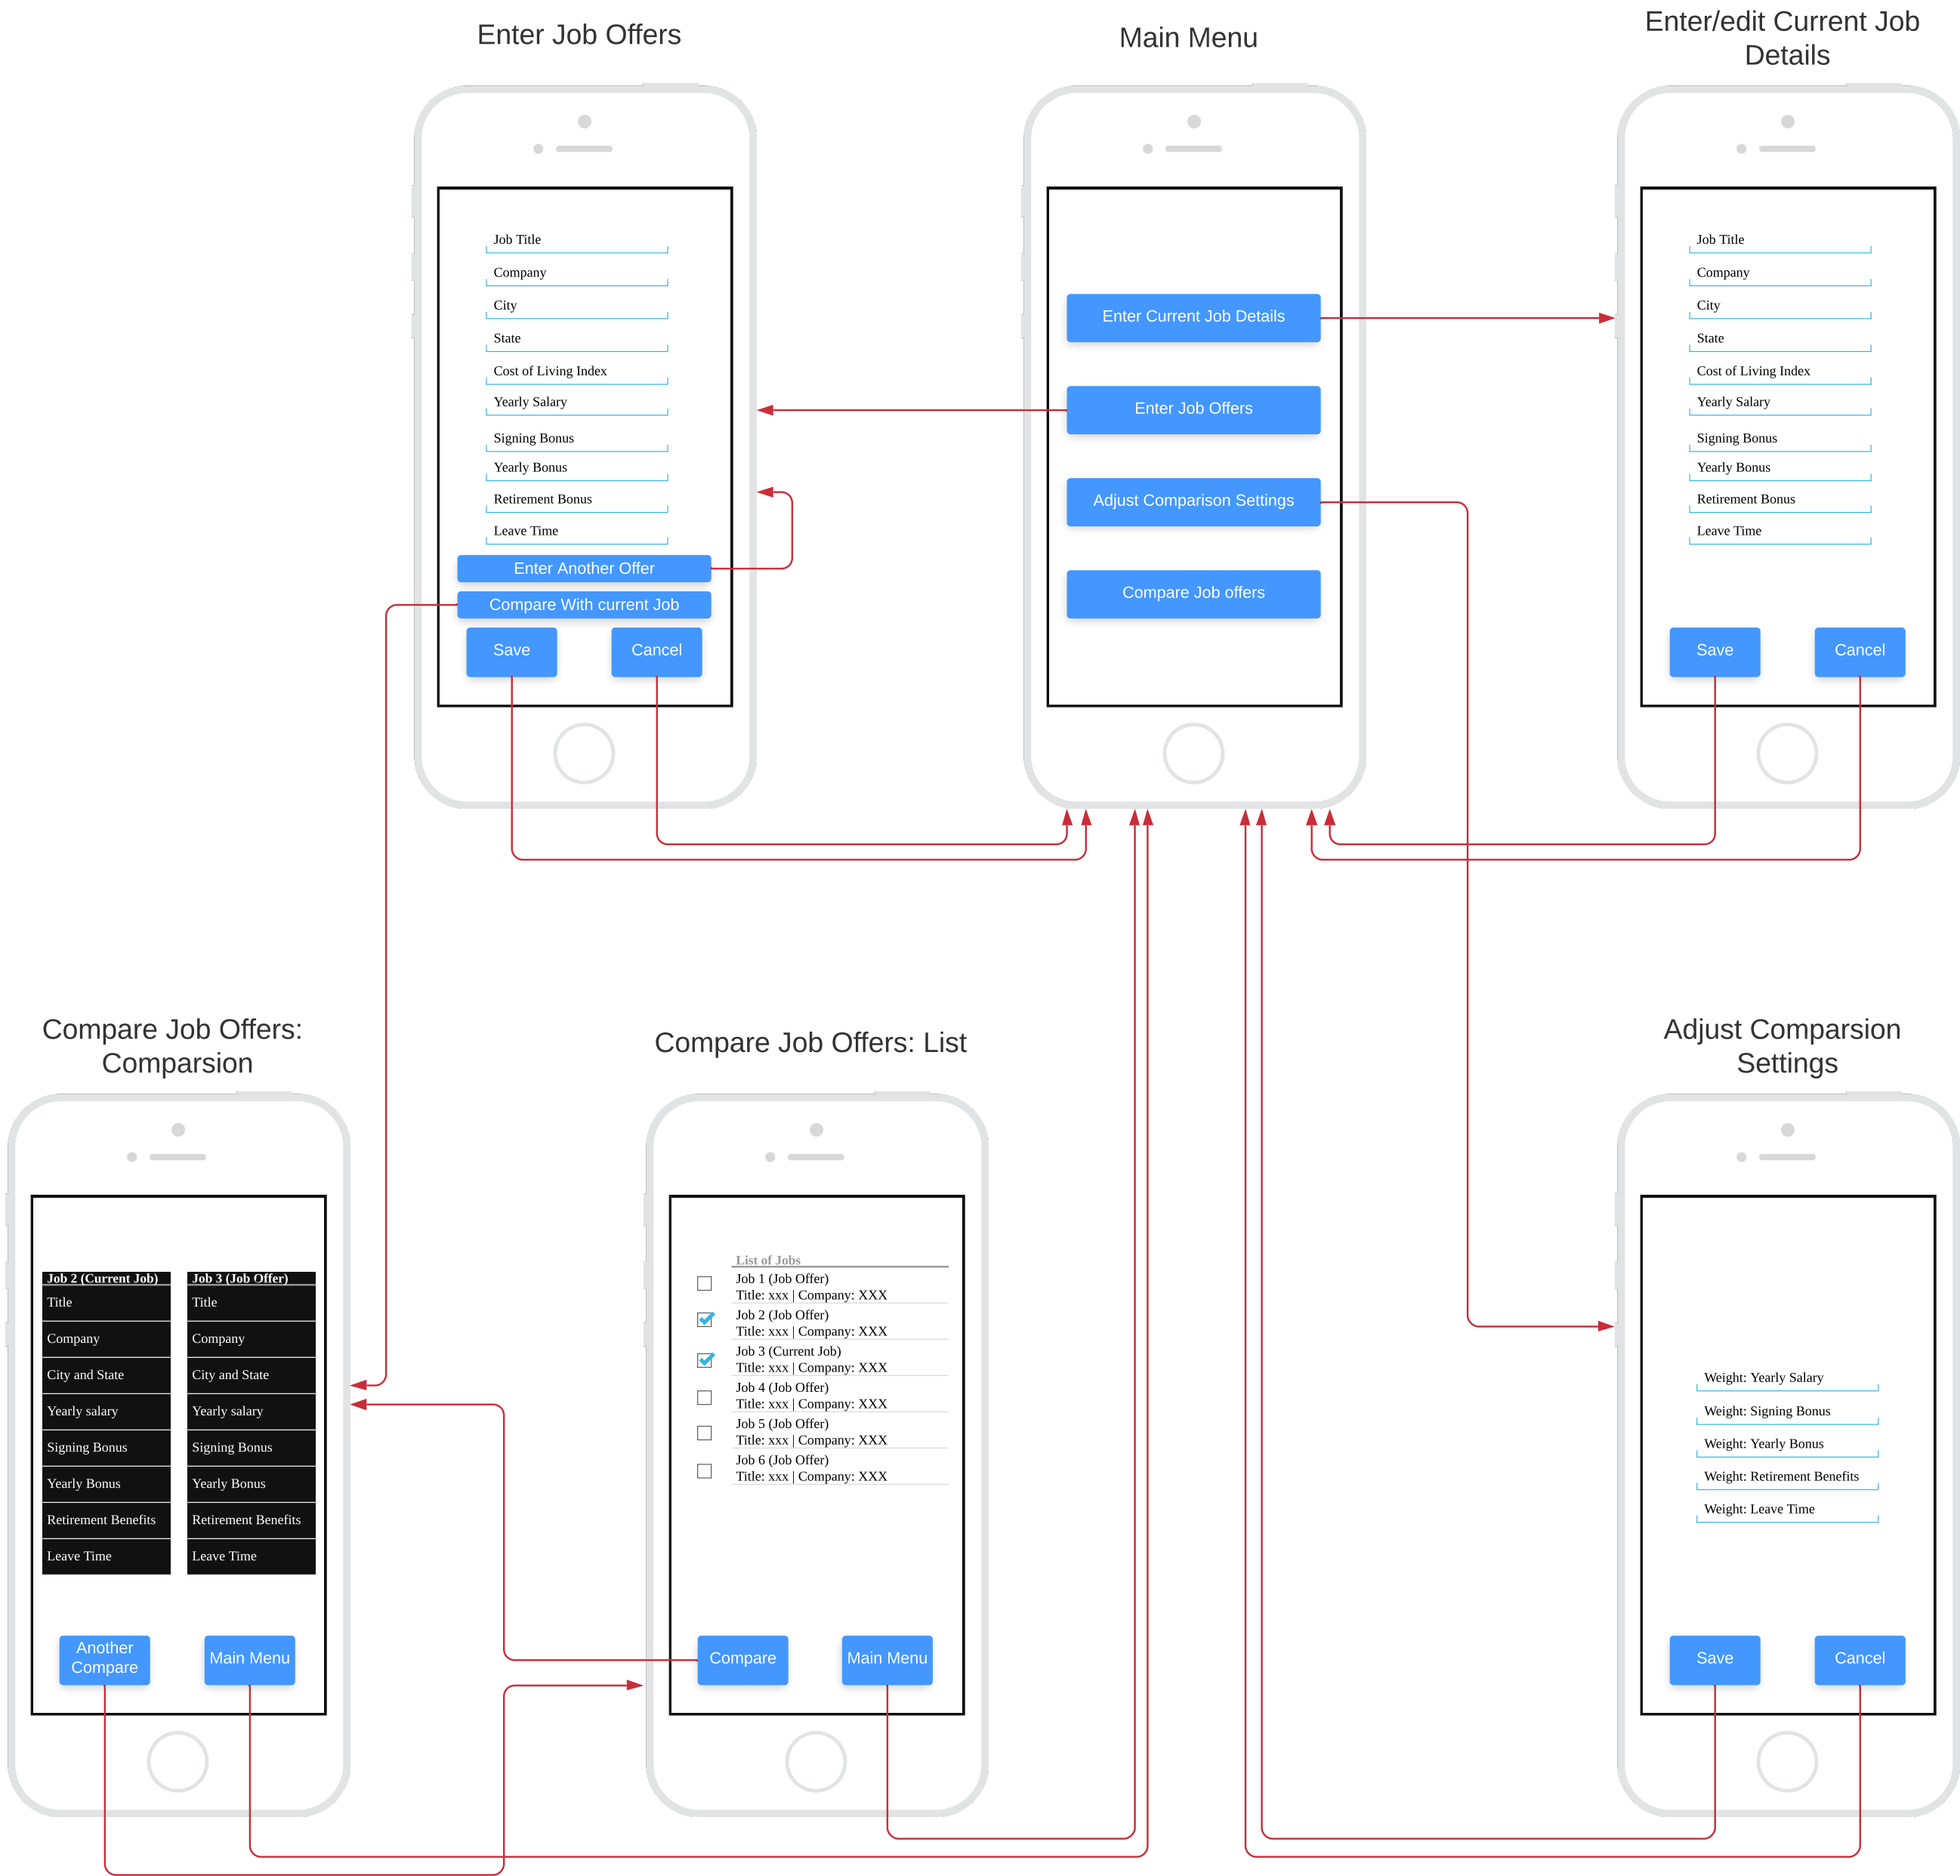 Enter Job Offers
Job Title
Company
City
State
Cost of Living Index
Yearly Salary
Signing Bonus
Yearly Bonus
Retirement Bonus
Leave Time
Enter Another Offer
Compare With current Job
Save
Cancel
Main Menu
Enter Current Job Details
Enter Job Offers
Adjust Comparison Settings
Compare Job offers
Enter/edit Current Job
Details
Job Title
Company
City
State
Cost of Living Index
Yearly Salary
Signing Bonus
Yearly Bonus
Retirement Bonus
Leave Time
Save
Cancel
Compare Job Offers:
Comparsion
Job 2 (Current Job)
Title
Company
City and State
Yearly salary
Signing Bonus
Yearly Bonus
Retirement Benefits
Leave Time
Job 3 (Job Offer)
Title
Company
City and State
Yearly salary
Signing Bonus
Yearly Bonus
Retirement Benefits
Leave Time
Another
Compare
Main Menu
Compare Job Offers: List
List of Jobs
Job 1 (Job Offer)
Title: xxx | Company: XXX
Job 2 (Job Offer)
Title: xxx | Company: XXX
Job 3 (Current Job)
Title: xxx | Company: XXX
Job 4 (Job Offer)
Title: xxx | Company: XXX
Job 5 (Job Offer)
Title: xxx | Company: XXX
Job 6 (Job Offer)
Title: xxx | Company: XXX
Compare
Main Menu
Adjust Comparsion
Settings
Weight: Yearly Salary
Weight: Signing Bonus
Weight: Yearly Bonus
Weight: Retirement Benefits
Weight: Leave Time
Save
Cancel